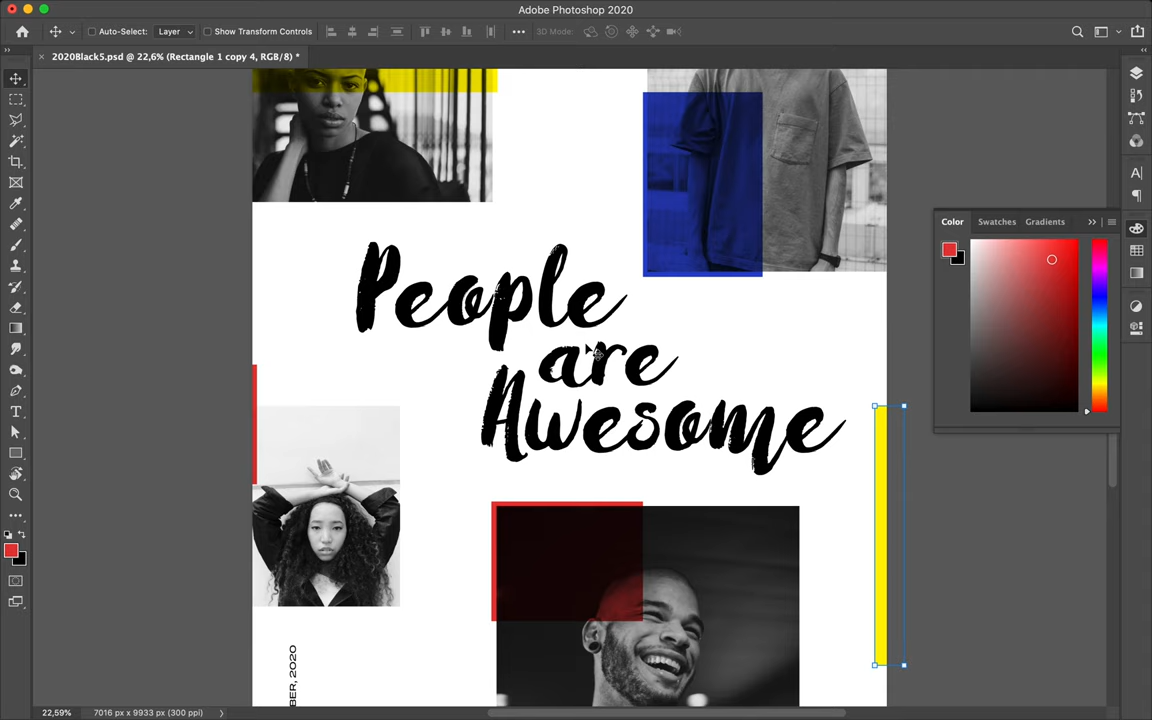 Adobe Photoshop 2020
Auto-Select: Layer Show Transform Controls ••• 3D Mode:
× 2020Black5.psd @ 22,6% (Rectangle 1 copy 4, RGB/8) *
Color Swatches Gradients
People
are
Awesome
BER, 2020
22,59% 7016 px x 9933 px (300 ppi)